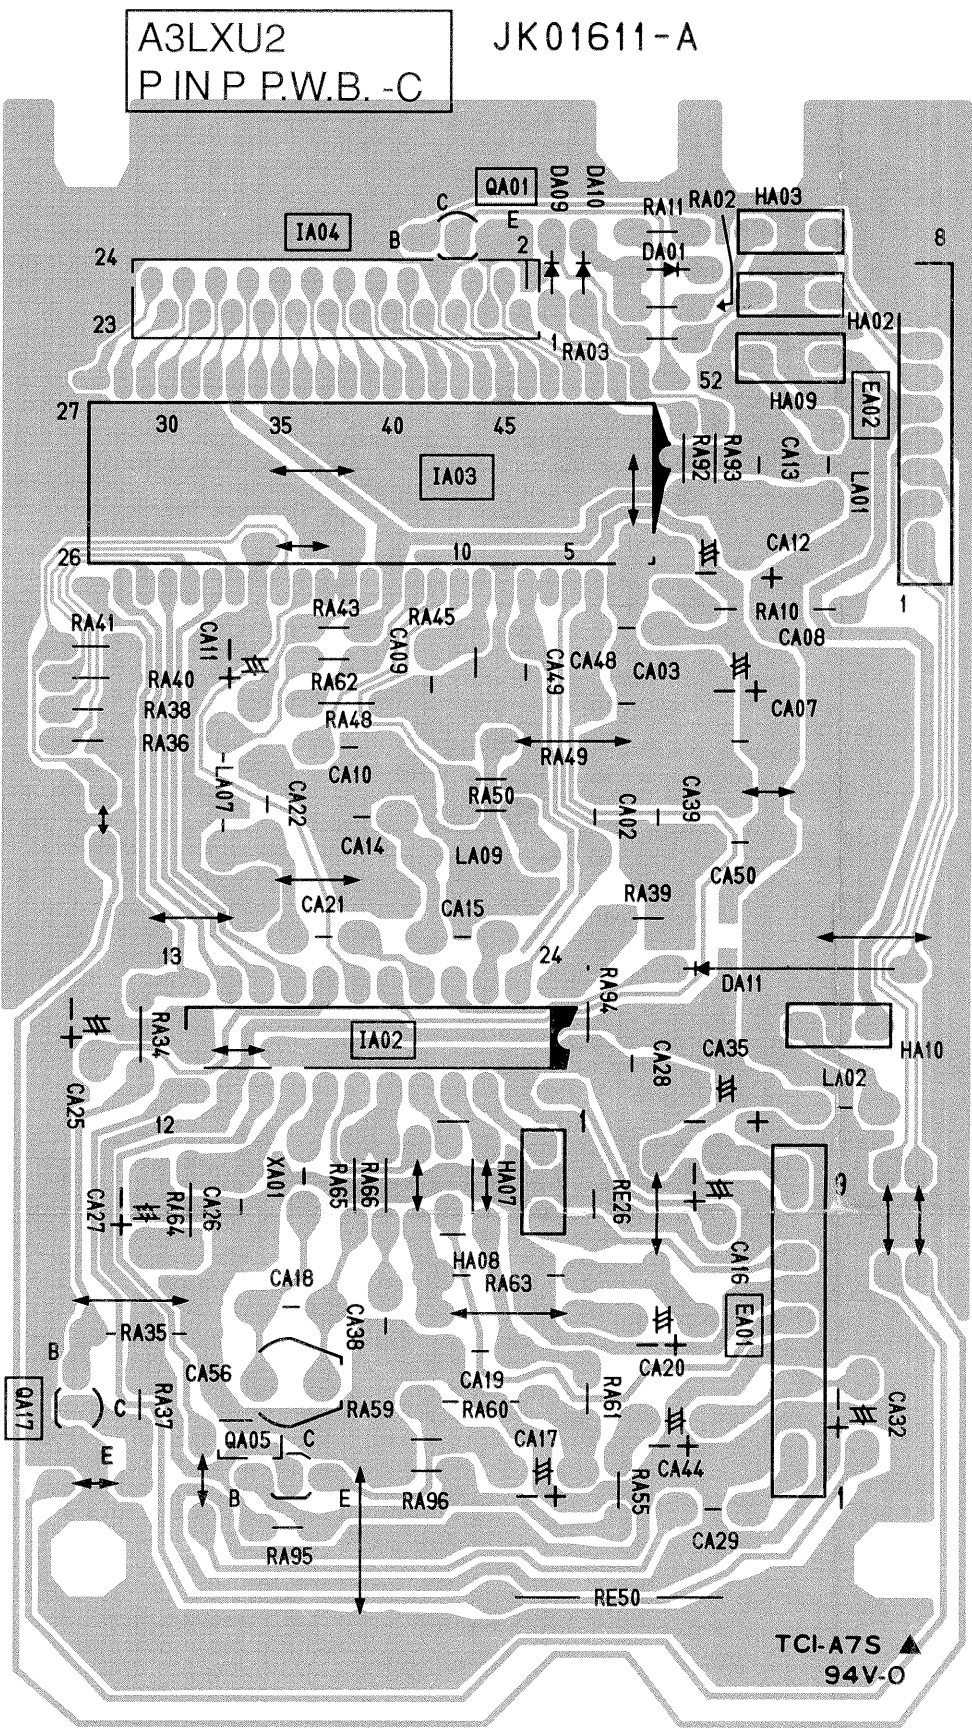 A3LXU2
P IN P P.W.B. -C
JK01611-A
QA01
DA09
DA10
RA11
RA02
HA03
C
E
B
IA04
2
DA01
8
24
23
1
RA03
HA02
52
HA09
EA02
27
30
35
40
45
RA92
RA93
CA13
LA01
IA03
26
10
5
CA12
1
RA10
CA08
RA41
CA11
RA43
RA45
CA09
CA49
CA48
CA03
RA40
RA62
RA38
RA48
CA07
RA36
RA49
LA07
CA10
CA22
RA50
CA02
CA39
CA14
LA09
CA50
RA39
CA21
CA15
13
24
RA94
DA11
RA34
IA02
CA28
CA35
HA10
LA02
CA25
12
1
XA01
RA65
RA66
HA07
RE26
9
CA27
RA64
CA26
CA16
HA08
RA63
CA18
CA38
EA01
RA35
B
CA56
CA20
CA19
QA17
C
RA37
RA59
RA60
RA61
CA32
QA05
C
CA17
E
CA44
B
E
RA96
RA55
1
CA29
RA95
RE50
TCI-A7S
94V-0